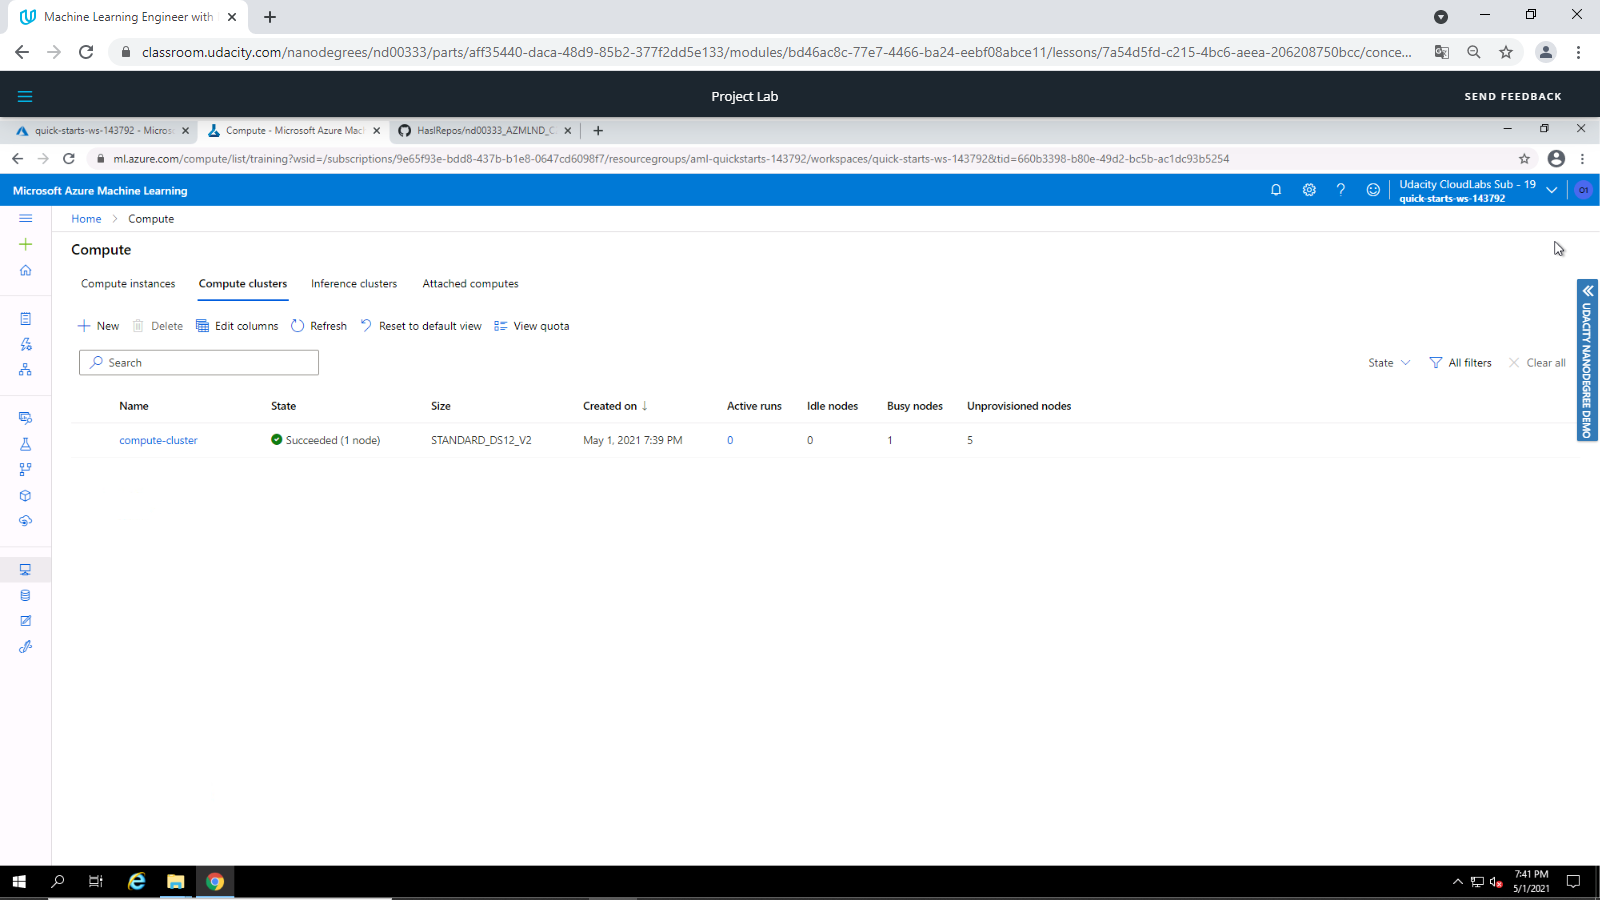 Machine Learning Engineer with
classroom.udacity.com/nanodegrees/nd00333/parts/aff35440-daca-48d9-85b2-377f2dd5e133/modules/bd46ac8c-77e7-4466-ba24-eebf08abce11/lessons/7a54d5fd-c215-4bc6-aeea-206208750bcc/conce...
Project Lab
SEND FEEDBACK
quick-starts-ws-143792 - Micros
Compute - Microsoft Azure Mac
HaslRepos/nd00333_AZMLND_C
ml.azure.com/compute/list/training?wsid=/subscriptions/9e65f93e-bdd8-437b-b1e8-0647cd6098f7/resourcegroups/aml-quickstarts-143792/workspaces/quick-starts-ws-143792&tid=660b3398-b80e-49d2-bc5b-ac1dc93b5254
Microsoft Azure Machine Learning
Udacity CloudLabs Sub - 19
quick-starts-ws-143792
O1
Home > Compute
Compute
Compute instances Compute clusters Inference clusters Attached computes
New Delete Edit columns Refresh Reset to default view View quota
Search
State All filters Clear all
UDACITY NANODEGREE DEMO
Name State Size Created on ↓ Active runs Idle nodes Busy nodes Unprovisioned nodes
compute-cluster Succeeded (1 node) STANDARD_DS12_V2 May 1, 2021 7:39 PM 0 0 1 5
7:41 PM
5/1/2021